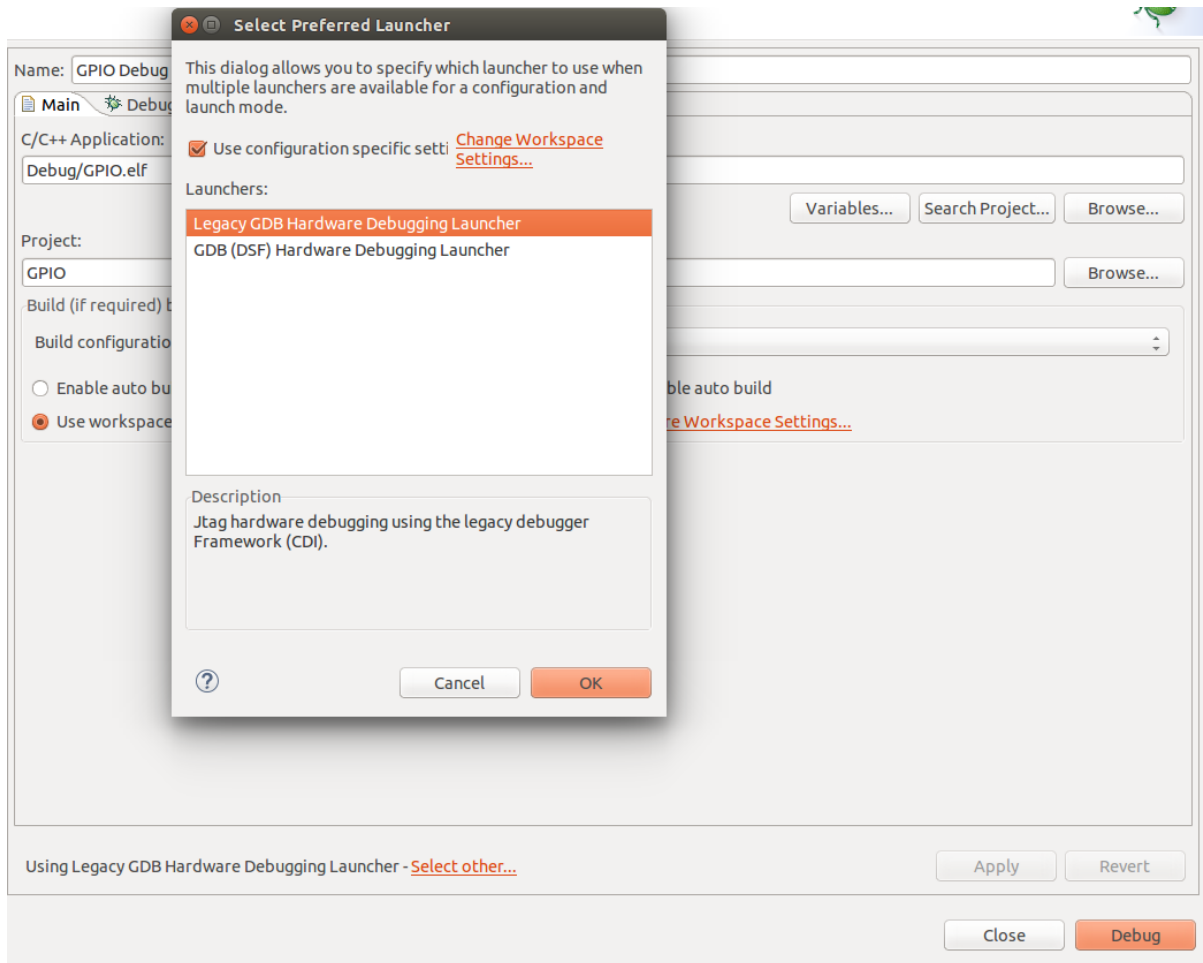 Select Preferred Launcher
This dialog allows you to specify which launcher to use when
multiple launchers are available for a configuration and
launch mode.
Use configuration specific setti
Change Workspace
Settings...
Launchers:
Legacy GDB Hardware Debugging Launcher
GDB (DSF) Hardware Debugging Launcher
Description
Jtag hardware debugging using the legacy debugger
Framework (CDI).
Cancel
OK
Name: GPIO Debug
Main
Debug
C/C++ Application:
Debug/GPIO.elf
Variables...
Search Project...
Browse...
Project:
GPIO
Browse...
Build (if required) b
Build configuratio
Enable auto bu
ble auto build
Use workspace
re Workspace Settings...
Using Legacy GDB Hardware Debugging Launcher - Select other...
Apply
Revert
Close
Debug